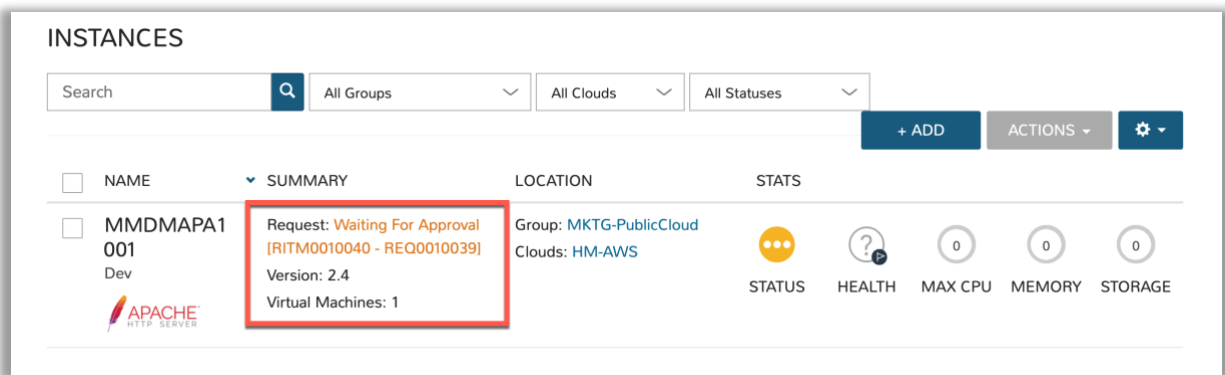 INSTANCES
Search
All Groups
All Clouds
All Statuses
+ ADD
ACTIONS
NAME
SUMMARY
LOCATION
STATS
MMDMAPA1
001
Dev
APACHE
HTTP SERVER
Request: Waiting For Approval
[RITM0010040 - REQ0010039]
Version: 2.4
Virtual Machines: 1
Group: MKTG-PublicCloud
Clouds: HM-AWS
STATUS
?
HEALTH
0
MAX CPU
0
MEMORY
0
STORAGE